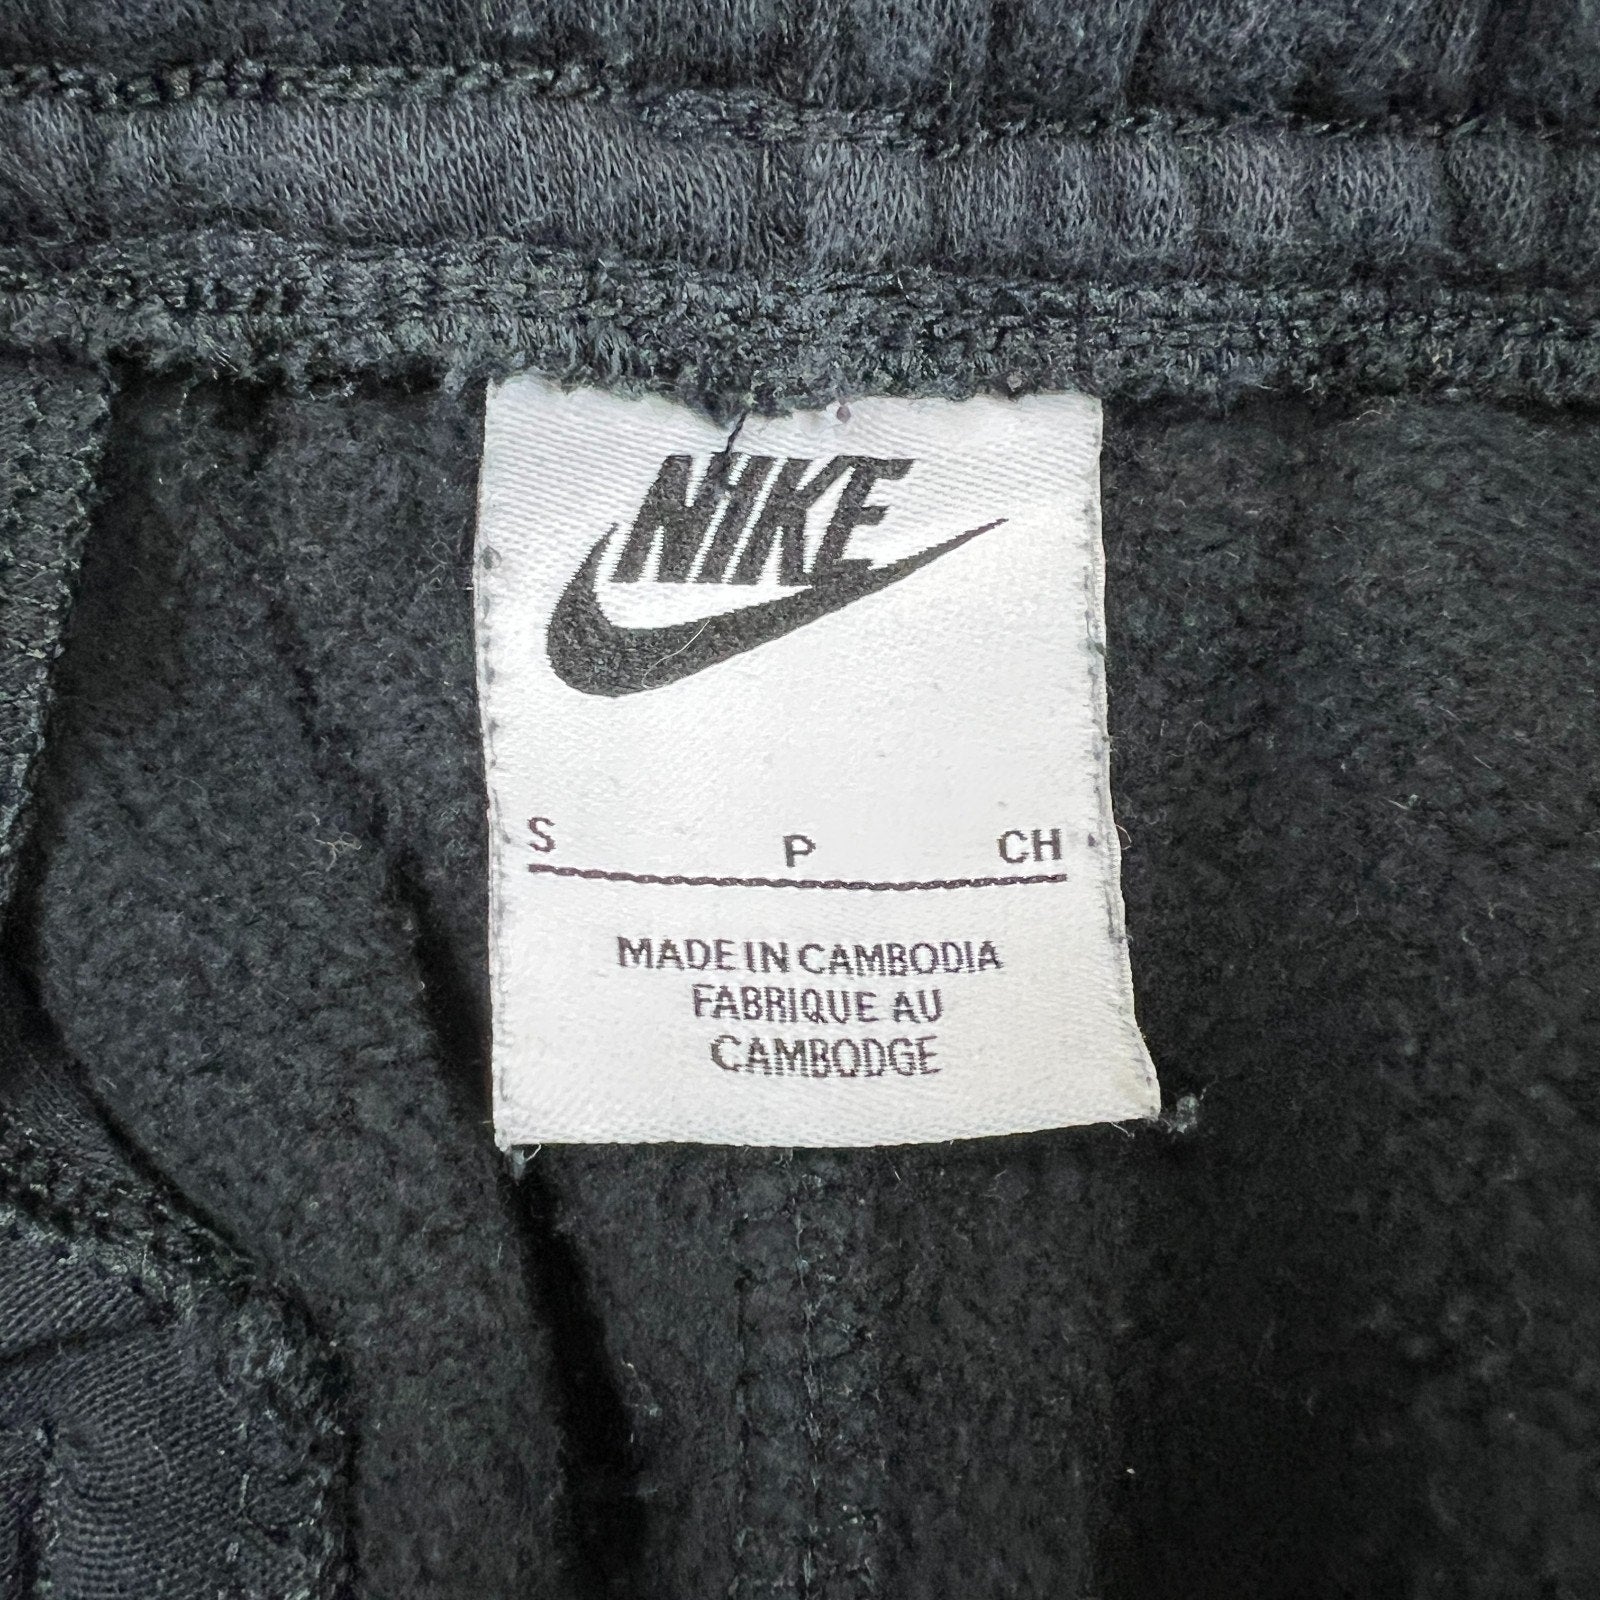 NIKE
S P CH
MADE IN CAMBODIA
FABRIQUE AU
CAMBODGE